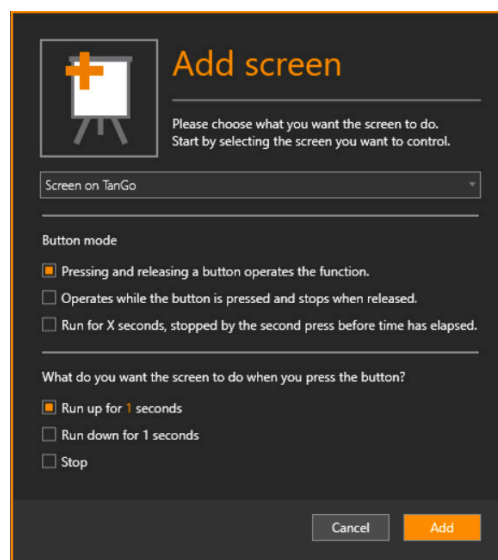 Add screen
Please choose what you want the screen to do.
Start by selecting the screen you want to control.
Screen on TanGo
Button mode
Pressing and releasing a button operates the function.
Operates while the button is pressed and stops when released.
Run for X seconds, stopped by the second press before time has elapsed.
What do you want the screen to do when you press the button?
Run up for 1 seconds
Run down for 1 seconds
Stop
Cancel Add